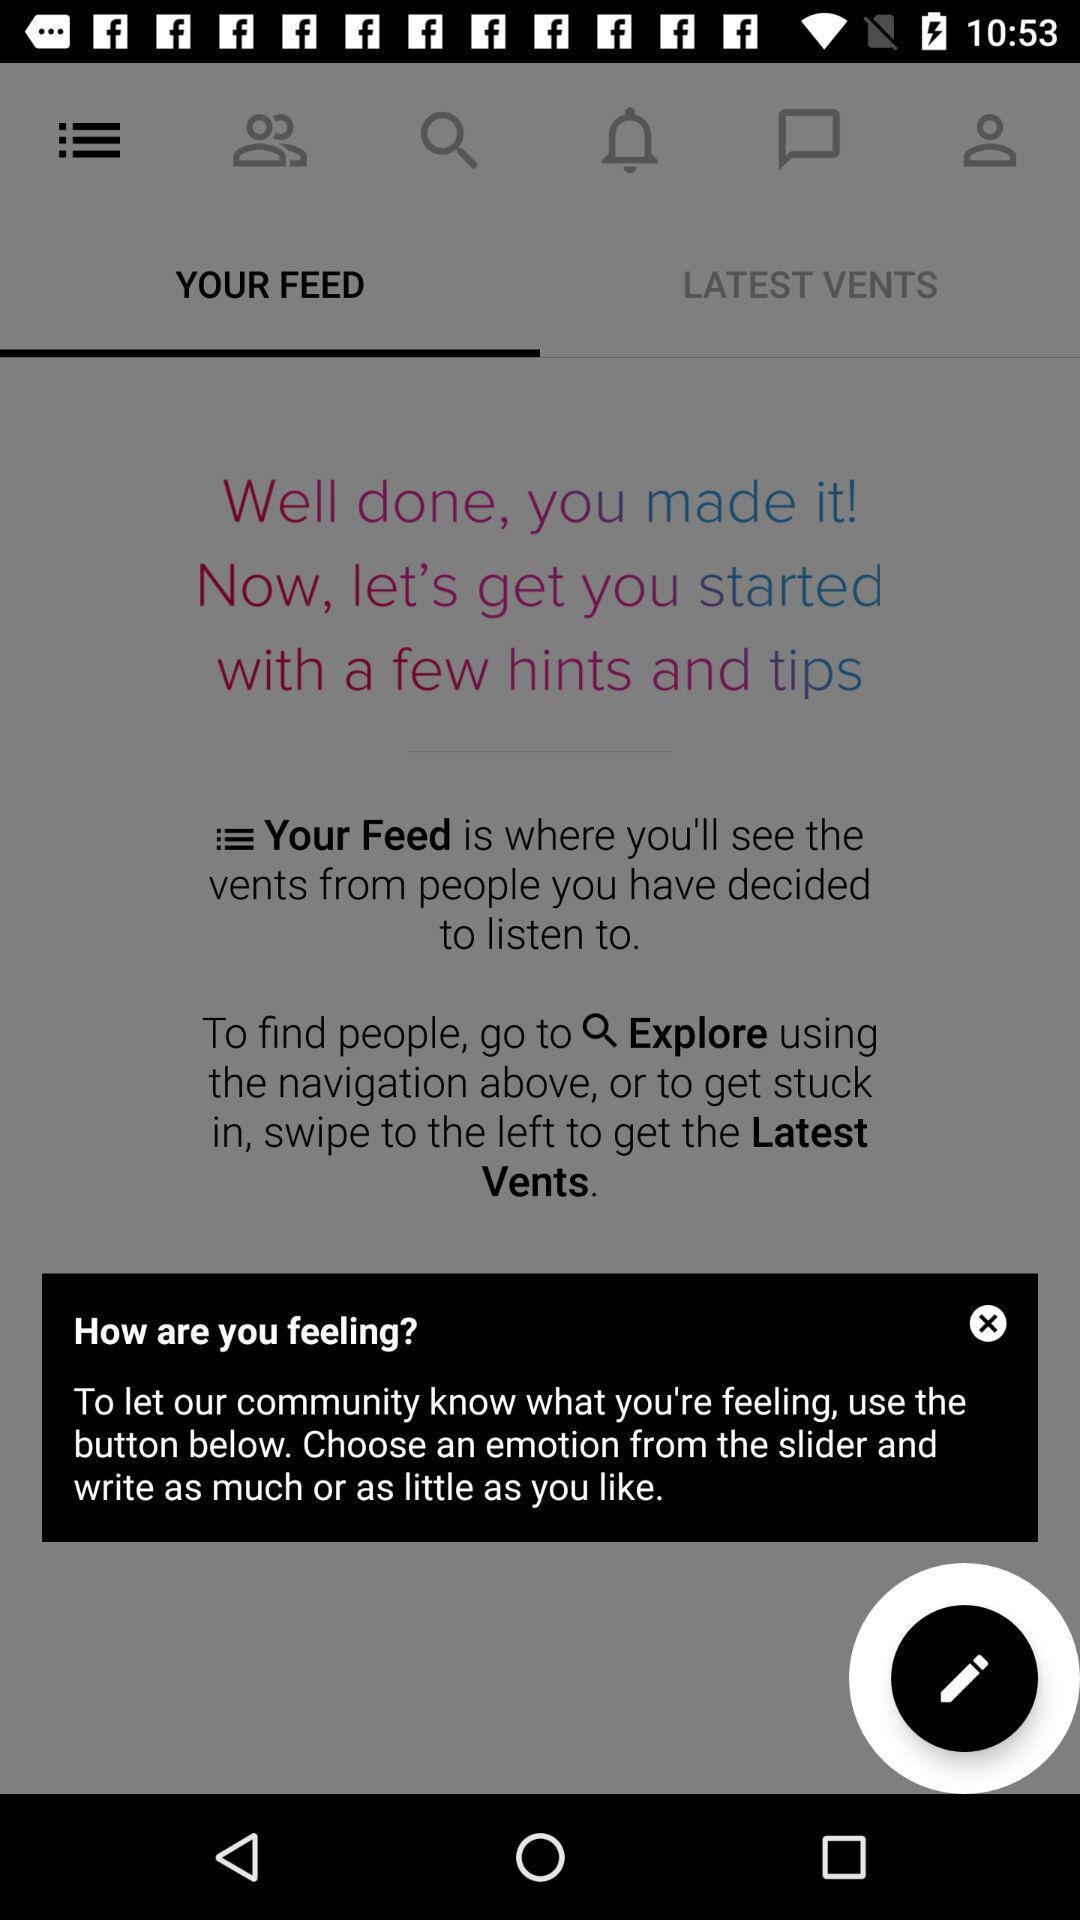 10:53
YOUR FEED
LATEST VENTS
Well done, you made it!
Now, let’s get you started
with a few hints and tips
Your Feed is where you'll see the
vents from people you have decided
to listen to.
To find people, go to Explore using
the navigation above, or to get stuck
in, swipe to the left to get the Latest
Vents.
How are you feeling?
To let our community know what you're feeling, use the
button below. Choose an emotion from the slider and
write as much or as little as you like.